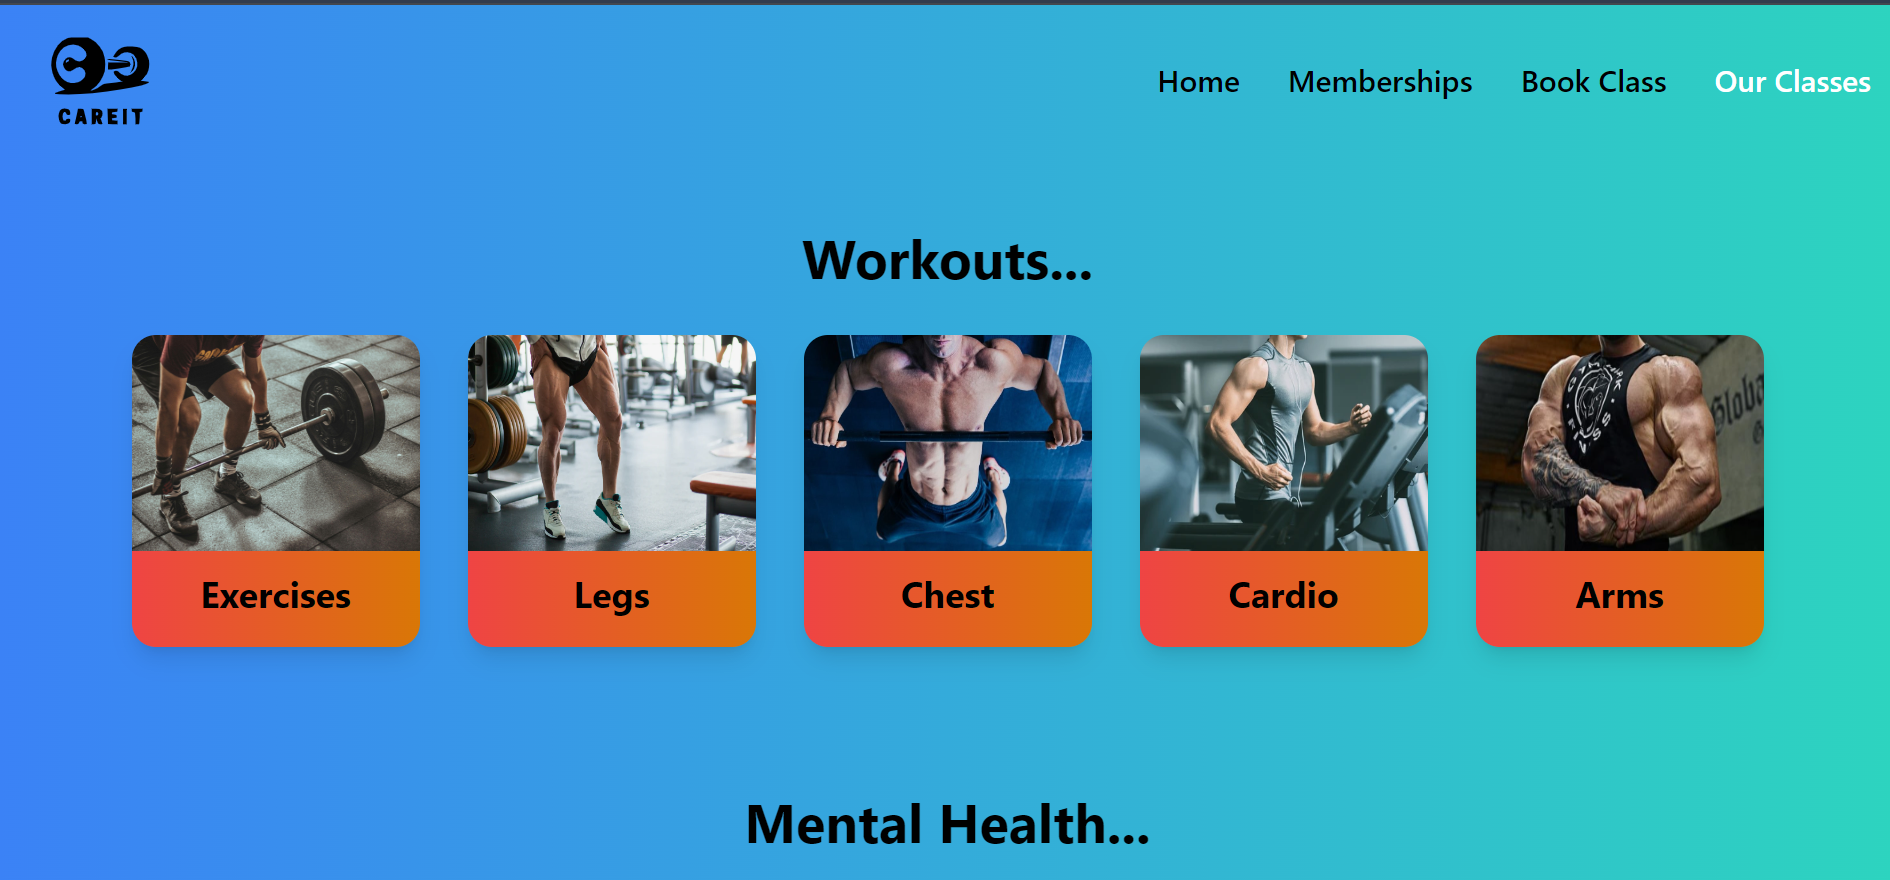 CAREIT
Home Memberships Book Class Our Classes
Workouts...
Exercises Legs Chest Cardio Arms
Mental Health...